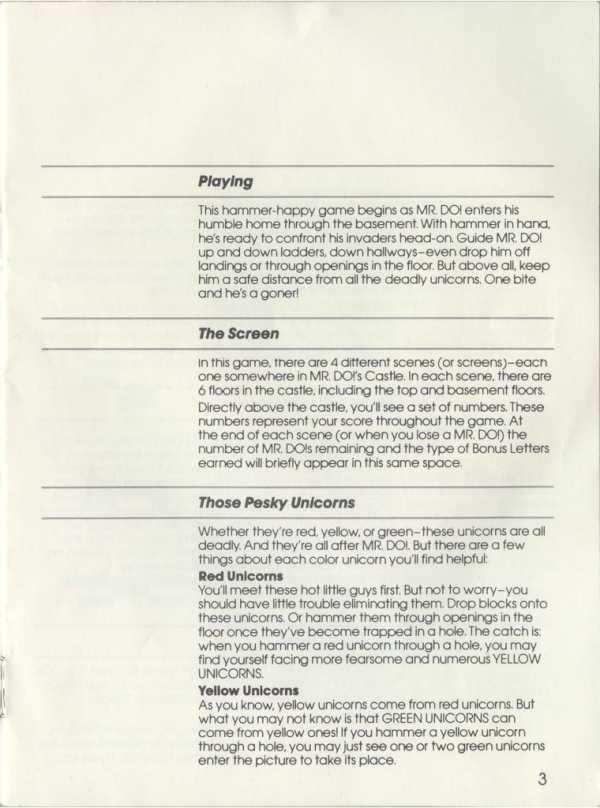 Playing
This hammer-happy game begins as MR. DO! enters his
humble home through the basement. With hammer in hand,
he's ready to confront his invaders head-on. Guide MR. DO!
up and down ladders, down hallways–even drop him off
landings or through openings in the floor. But above all, keep
him a safe distance from all the deadly unicorns. One bite
and he's a goner!
The Screen
In this game, there are 4 different scenes (or screens)–each
one somewhere in MR. DO!'s Castle. In each scene, there are
6 floors in the castle, including the top and basement floors.
Directly above the castle, you'll see a set of numbers. These
numbers represent your score throughout the game. At
the end of each scene (or when you lose a MR. DO!) the
number of MR. DO!s remaining and the type of Bonus Letters
earned will briefly appear in this same space.
Those Pesky Unicorns
Whether they're red, yellow, or green–these unicorns are all
deadly. And they're all after MR. DO!. But there are a few
things about each color unicorn you'll find helpful:
Red Unicorns
You'll meet these hot little guys first. But not to worry–you
should have little trouble eliminating them. Drop blocks onto
these unicorns. Or hammer them through openings in the
floor once they've become trapped in a hole. The catch is:
when you hammer a red unicorn through a hole, you may
find yourself facing more fearsome and numerous YELLOW
UNICORNS.
Yellow Unicorns
As you know, yellow unicorns come from red unicorns. But
what you may not know is that GREEN UNICORNS can
come from yellow ones! If you hammer a yellow unicorn
through a hole, you may just see one or two green unicorns
enter the picture to take its place.
3